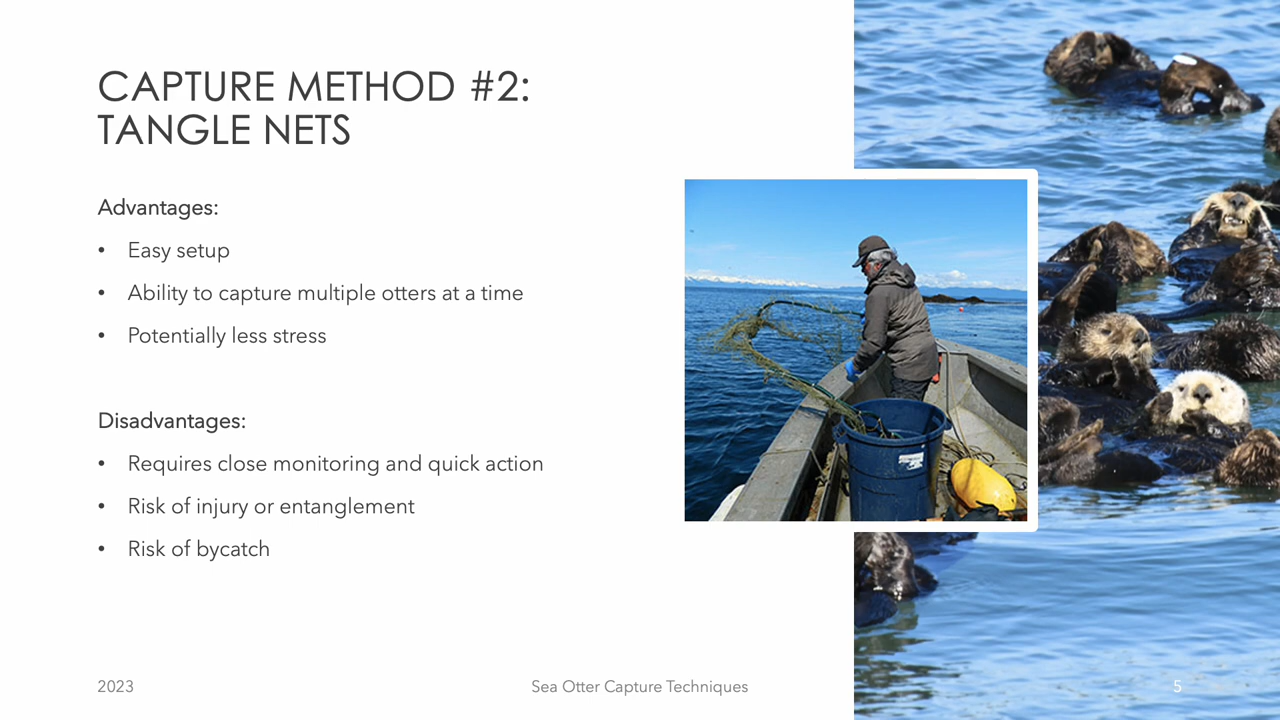 CAPTURE METHOD #2:
TANGLE NETS
Advantages:
• Easy setup
• Ability to capture multiple otters at a time
• Potentially less stress
Disadvantages:
• Requires close monitoring and quick action
• Risk of injury or entanglement
• Risk of bycatch
2023
Sea Otter Capture Techniques
5